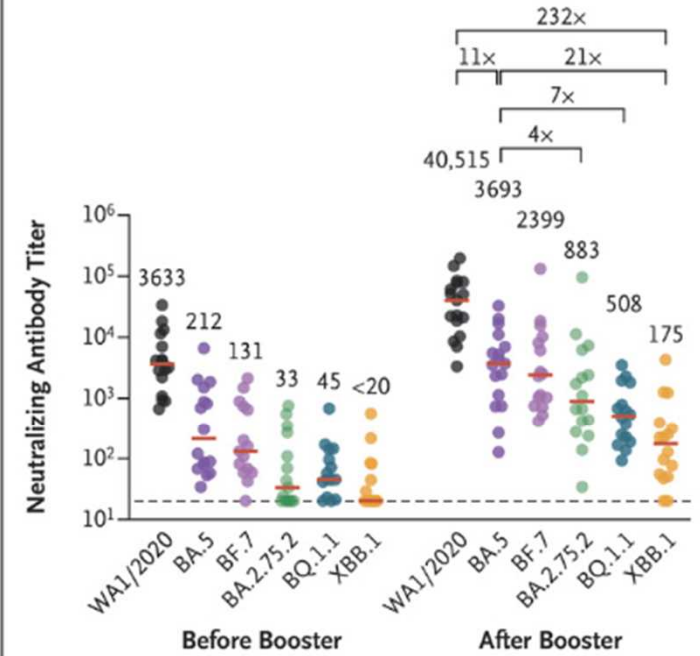 232×
11× 21×
7×
4×
40,515
3693
2399
883
508
175
3633
212
131
33
45
<20
Neutralizing Antibody Titer
10⁶
10⁵
10⁴
10³
10²
10¹
WA1/2020
BA.5
BF.7
BA.2.75.2
BQ.1.1
XBB.1
WA1/2020
BA.5
BF.7
BA.2.75.2
BQ.1.1
XBB.1
Before Booster
After Booster